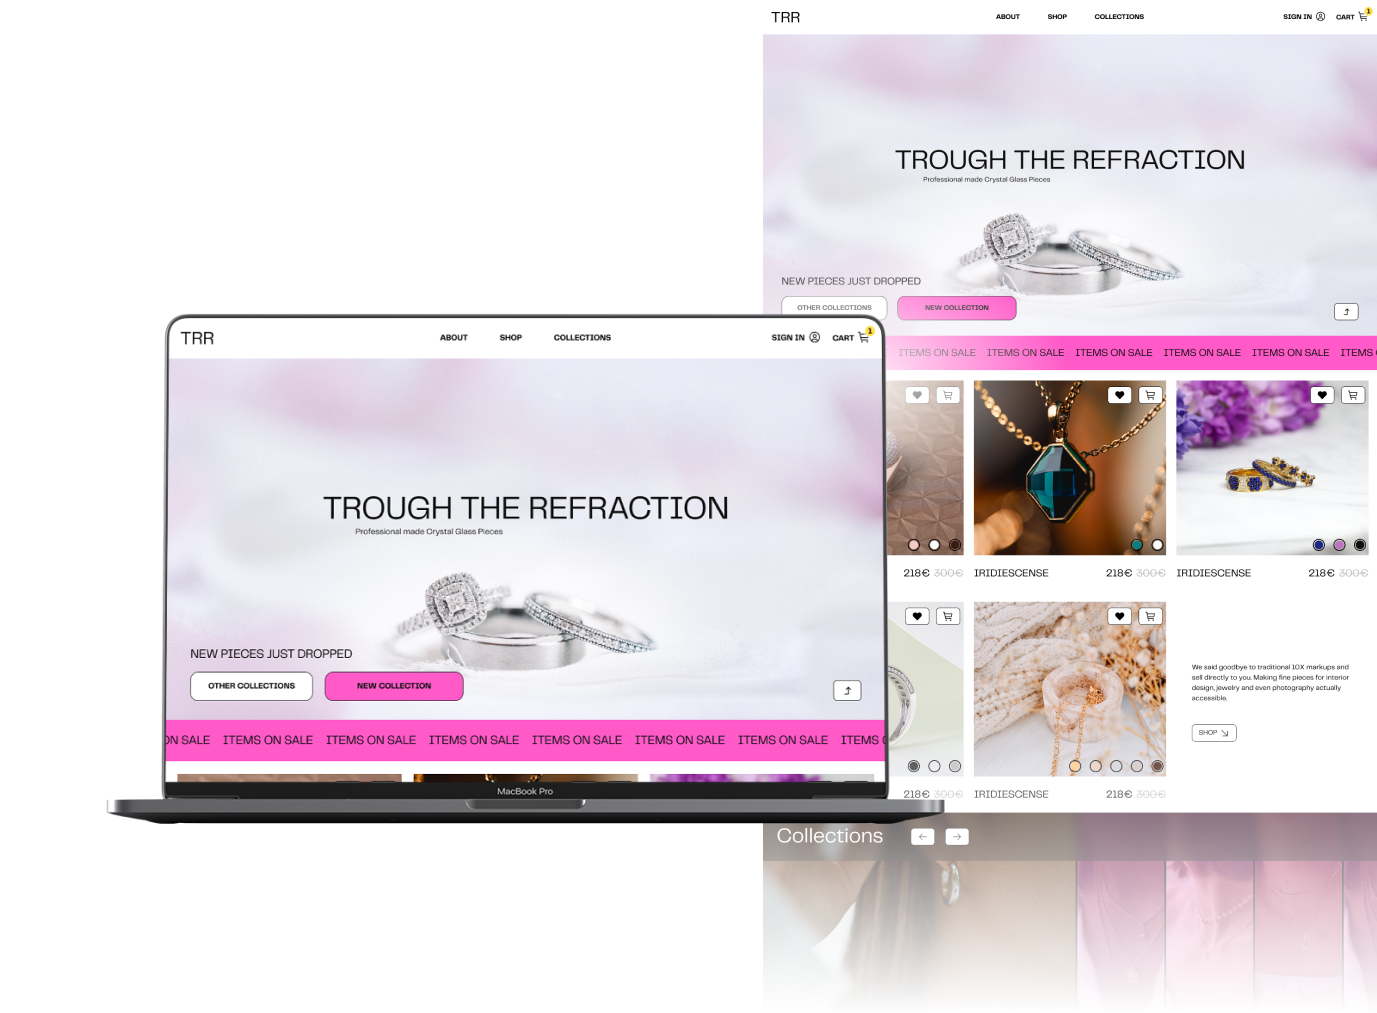 TRR
ABOUT
SHOP
COLLECTIONS
SIGN IN
CART
1
TROUGH THE REFRACTION
Professional made Crystal Glass Pieces
NEW PIECES JUST DROPPED
OTHER COLLECTIONS
NEW COLLECTION
ITEMS ON SALE ITEMS ON SALE ITEMS ON SALE ITEMS ON SALE ITEMS ON SALE ITEMS
218€ 300€
IRIDIESCENSE
218€ 300€
IRIDIESCENSE
218€ 300€
We said goodbye to traditional 10X markups and
sell directly to you. Making fine pieces for interior
design, jewelry and even photography actually
accessible.
SHOP
218€ 300€
IRIDIESCENSE
218€ 300€
Collections
TRR
ABOUT
SHOP
COLLECTIONS
SIGN IN
CART
1
TROUGH THE REFRACTION
Professional made Crystal Glass Pieces
NEW PIECES JUST DROPPED
OTHER COLLECTIONS
NEW COLLECTION
ON SALE ITEMS ON SALE ITEMS ON SALE ITEMS ON SALE ITEMS ON SALE ITEMS ON SALE ITEMS ON SALE ITEMS
MacBook Pro